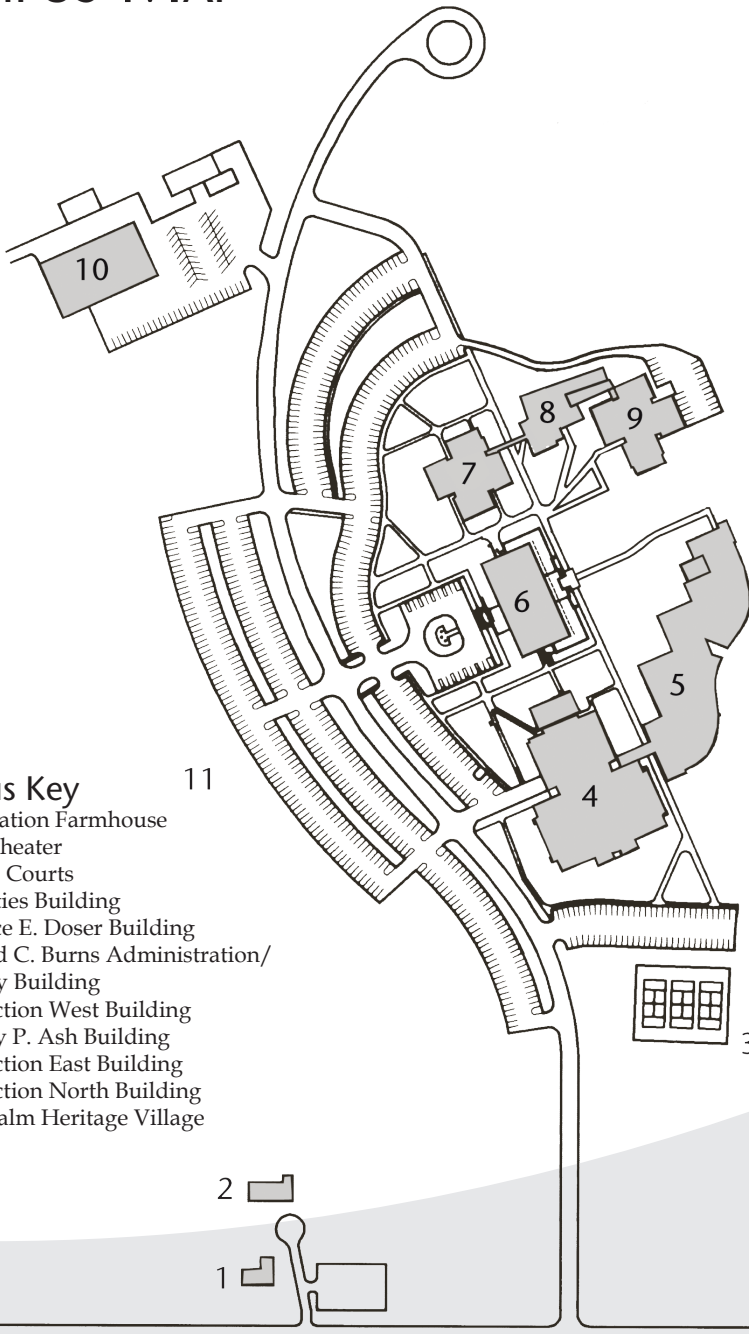 10
8
9
7
6
5
4
11
s Key
ation Farmhouse
heater
Courts
ties Building
ce E. Doser Building
d C. Burns Administration/
y Building
ction West Building
y P. Ash Building
ction East Building
ction North Building
alm Heritage Village
3
2
1